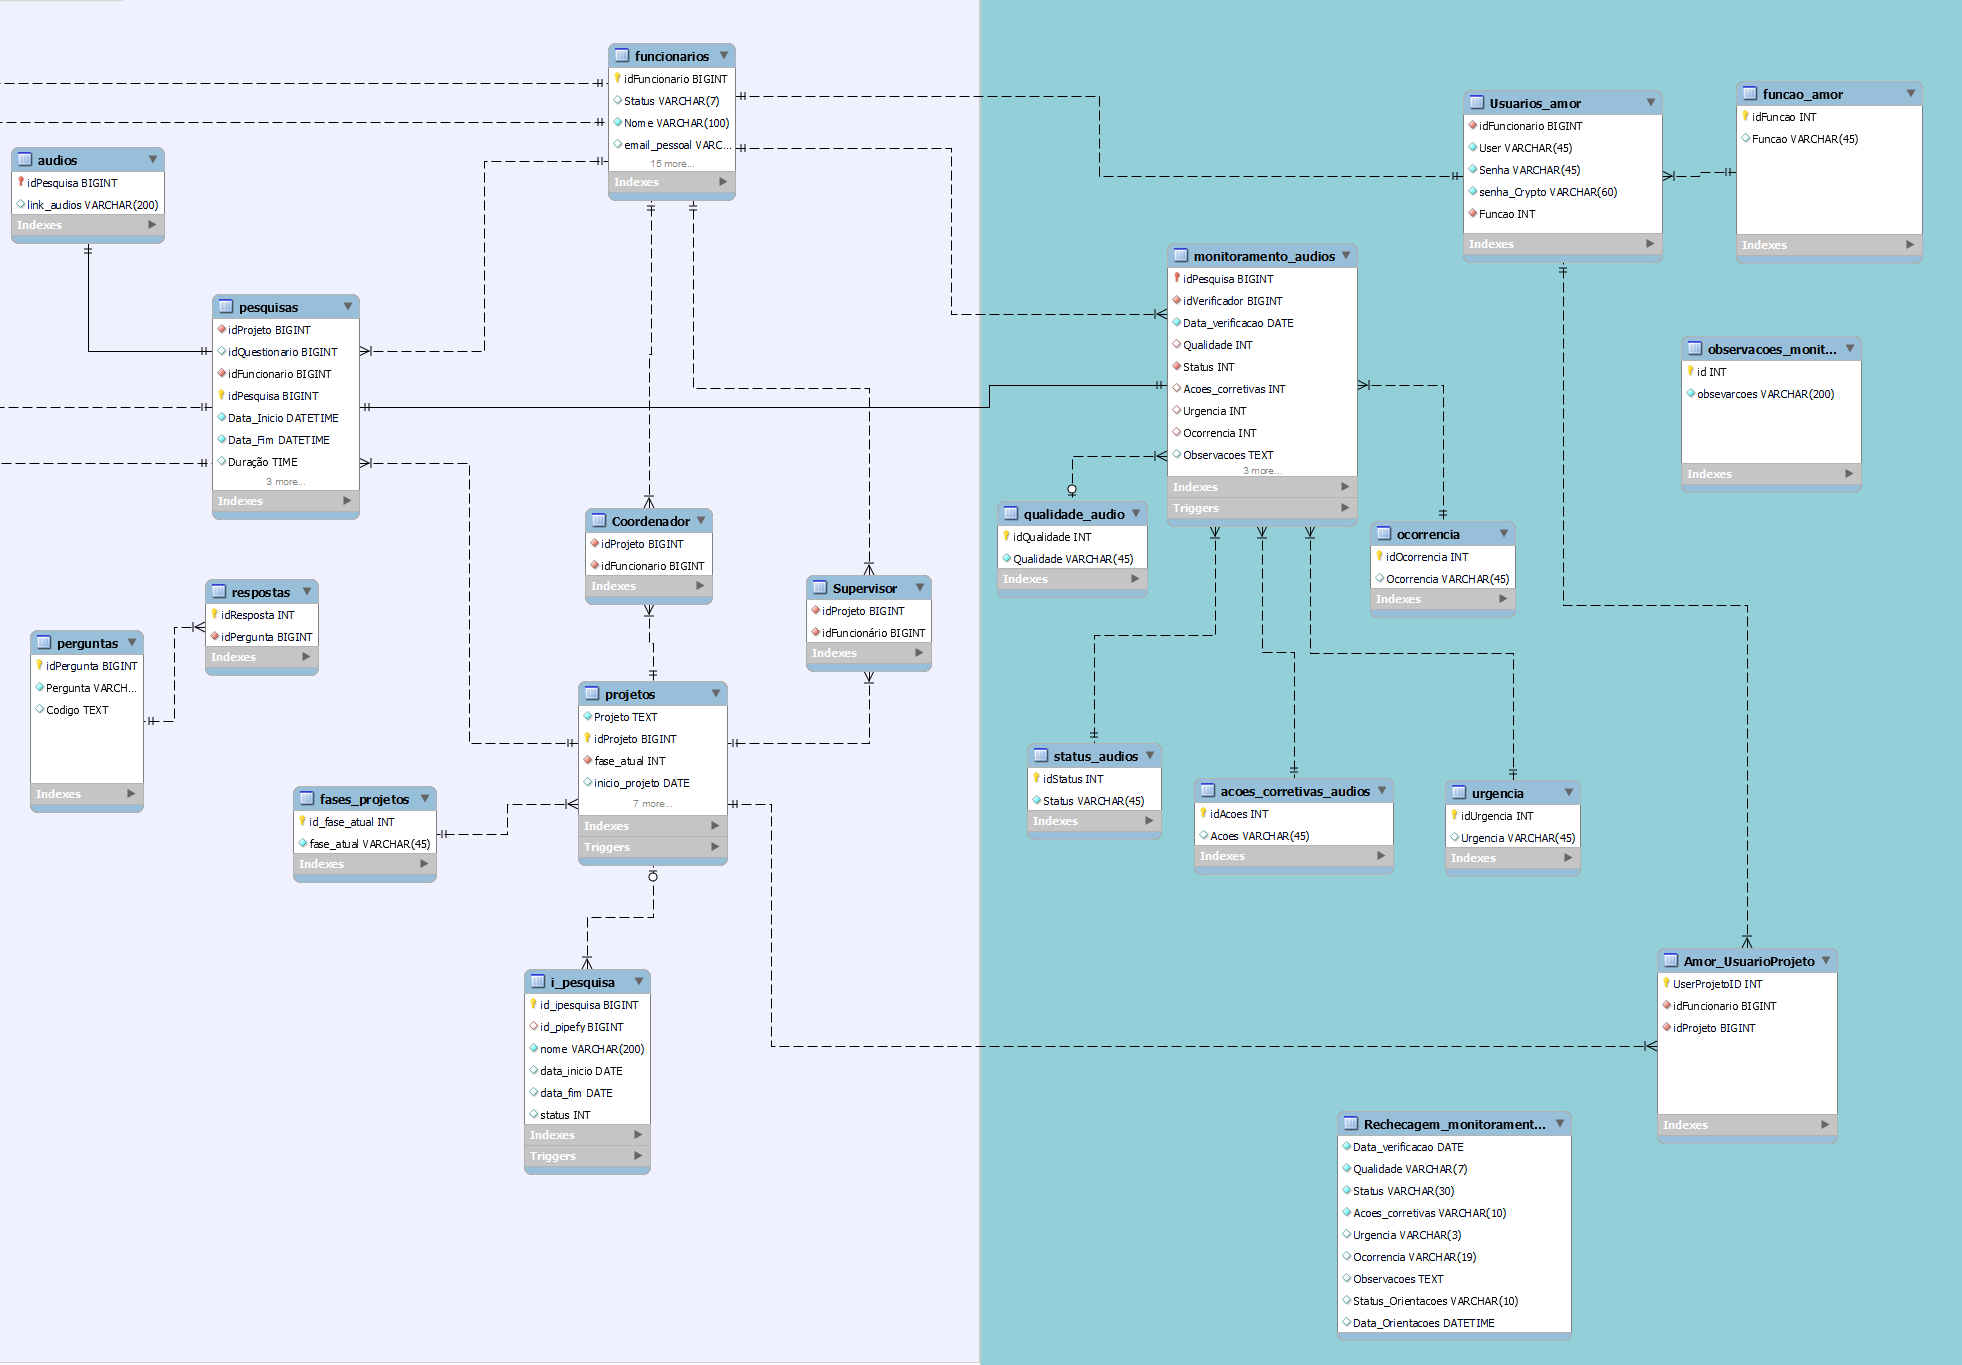 funcionarios
idFuncionario BIGINT
Status VARCHAR(7)
Nome VARCHAR(100)
email_pessoal VARC...
15 more...
Indexes
audios
idPesquisa BIGINT
link_audios VARCHAR(200)
Indexes
pesquisas
idProjeto BIGINT
idQuestionario BIGINT
idFuncionario BIGINT
idPesquisa BIGINT
Data_Inicio DATETIME
Data_Fim DATETIME
Duração TIME
3 more...
Indexes
Coordenador
idProjeto BIGINT
idFuncionario BIGINT
Indexes
Supervisor
idProjeto BIGINT
idFuncionário BIGINT
Indexes
respostas
idResposta INT
idPergunta BIGINT
Indexes
perguntas
idPergunta BIGINT
Pergunta VARCH...
Codigo TEXT
Indexes
projetos
Projeto TEXT
idProjeto BIGINT
fase_atual INT
inicio_projeto DATE
7 more...
Indexes
Triggers
fases_projetos
id_fase_atual INT
fase_atual VARCHAR(45)
Indexes
i_pesquisa
id_ipesquisa BIGINT
id_pipefy BIGINT
nome VARCHAR(200)
data_inicio DATE
data_fim DATE
status INT
Indexes
Triggers
Usuarios_amor
idFuncionario BIGINT
User VARCHAR(45)
Senha VARCHAR(45)
senha_Crypto VARCHAR(60)
Funcao INT
Indexes
funcao_amor
idFuncao INT
Funcao VARCHAR(45)
Indexes
monitoramento_audios
idPesquisa BIGINT
idVerificador BIGINT
Data_verificacao DATE
Qualidade INT
Status INT
Acoes_corretivas INT
Urgencia INT
Ocorrencia INT
Observacoes TEXT
3 more...
Indexes
Triggers
observacoes_monit...
id INT
obsevarcoes VARCHAR(200)
Indexes
qualidade_audio
idQualidade INT
Qualidade VARCHAR(45)
Indexes
ocorrencia
idOcorrencia INT
Ocorrencia VARCHAR(45)
Indexes
status_audios
idStatus INT
Status VARCHAR(45)
Indexes
acoes_corretivas_audios
idAcoes INT
Acoes VARCHAR(45)
Indexes
urgencia
idUrgencia INT
Urgencia VARCHAR(45)
Indexes
Amor_UsuarioProjeto
UserProjetoID INT
idFuncionario BIGINT
idProjeto BIGINT
Indexes
Rechecagem_monitorament...
Data_verificacao DATE
Qualidade VARCHAR(7)
Status VARCHAR(30)
Acoes_corretivas VARCHAR(10)
Urgencia VARCHAR(3)
Ocorrencia VARCHAR(19)
Observacoes TEXT
Status_Orientacoes VARCHAR(10)
Data_Orientacoes DATETIME